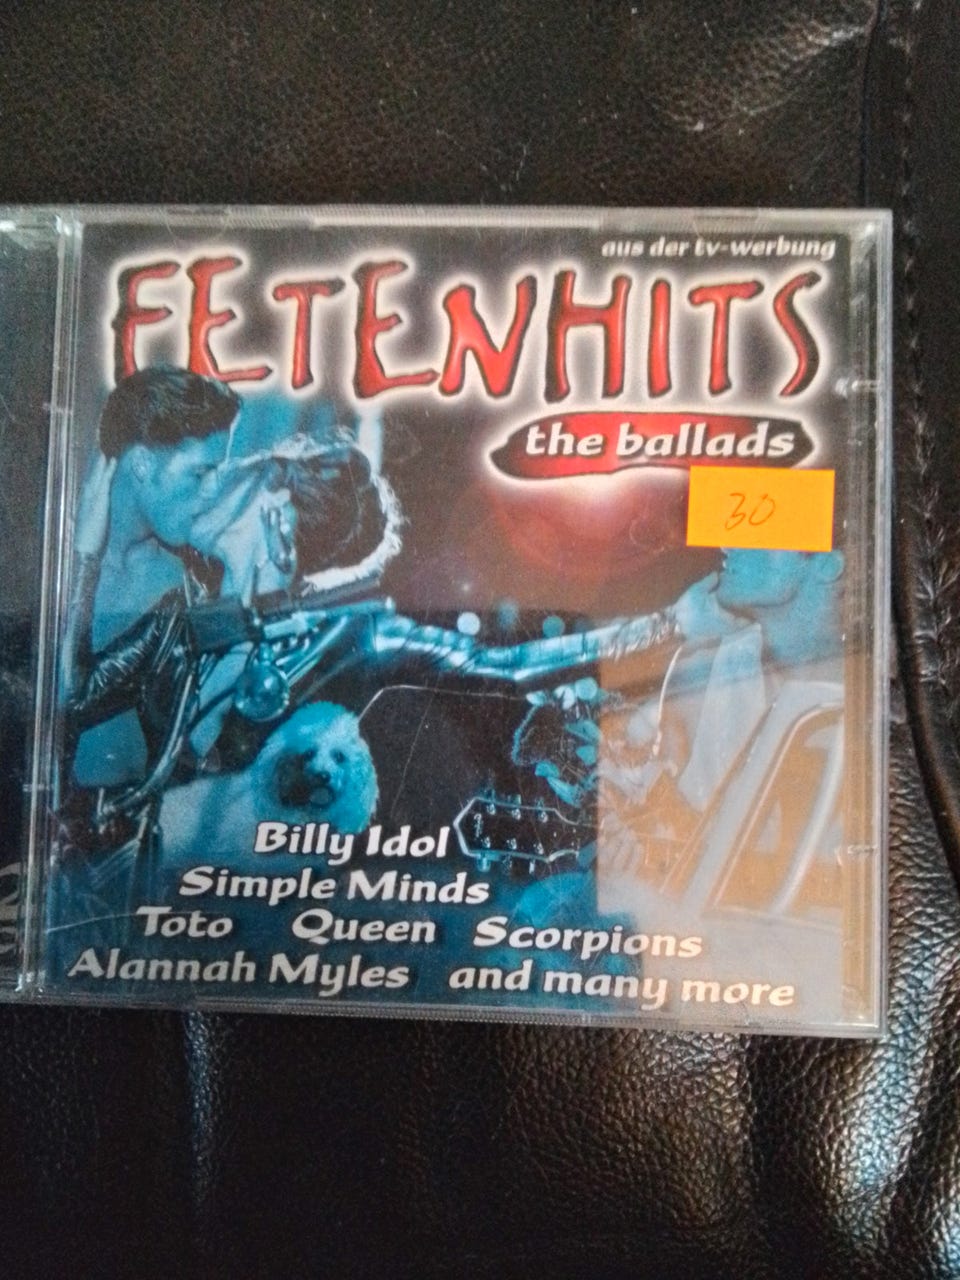 aus der tv-werbung
FETENHITS
the ballads
30
Billy Idol
Simple Minds
Toto Queen Scorpions
Alannah Myles and many more